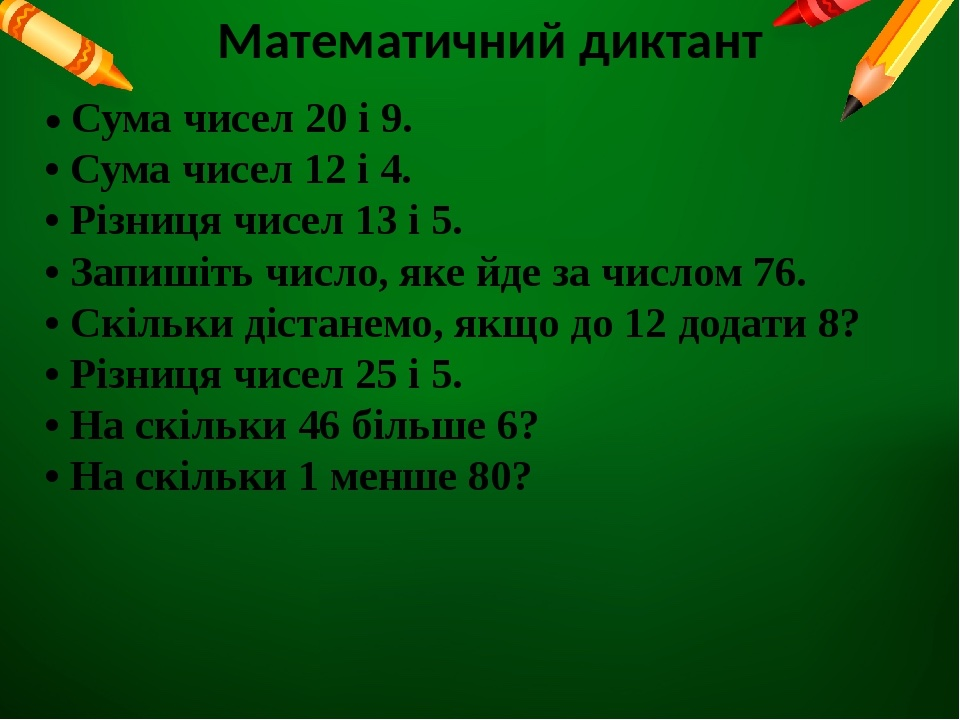 Математичний диктант
• Сума чисел 20 і 9.
• Сума чисел 12 і 4.
• Різниця чисел 13 і 5.
• Запишіть число, яке йде за числом 76.
• Скільки дістанемо, якщо до 12 додати 8?
• Різниця чисел 25 і 5.
• На скільки 46 більше 6?
• На скільки 1 менше 80?